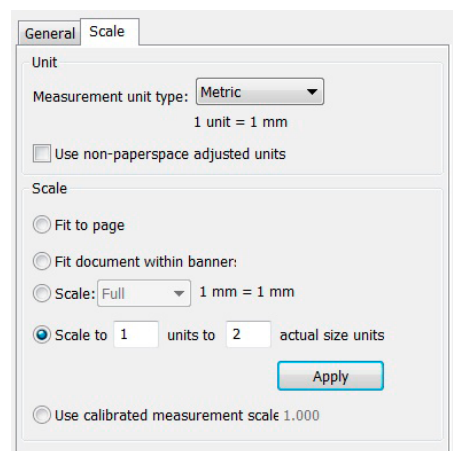 General Scale
Unit
Measurement unit type: Metric
1 unit = 1 mm
Use non-paperspace adjusted units
Scale
Fit to page
Fit document within banner:
Scale: Full 1 mm = 1 mm
Scale to 1 units to 2 actual size units
Apply
Use calibrated measurement scale 1.000